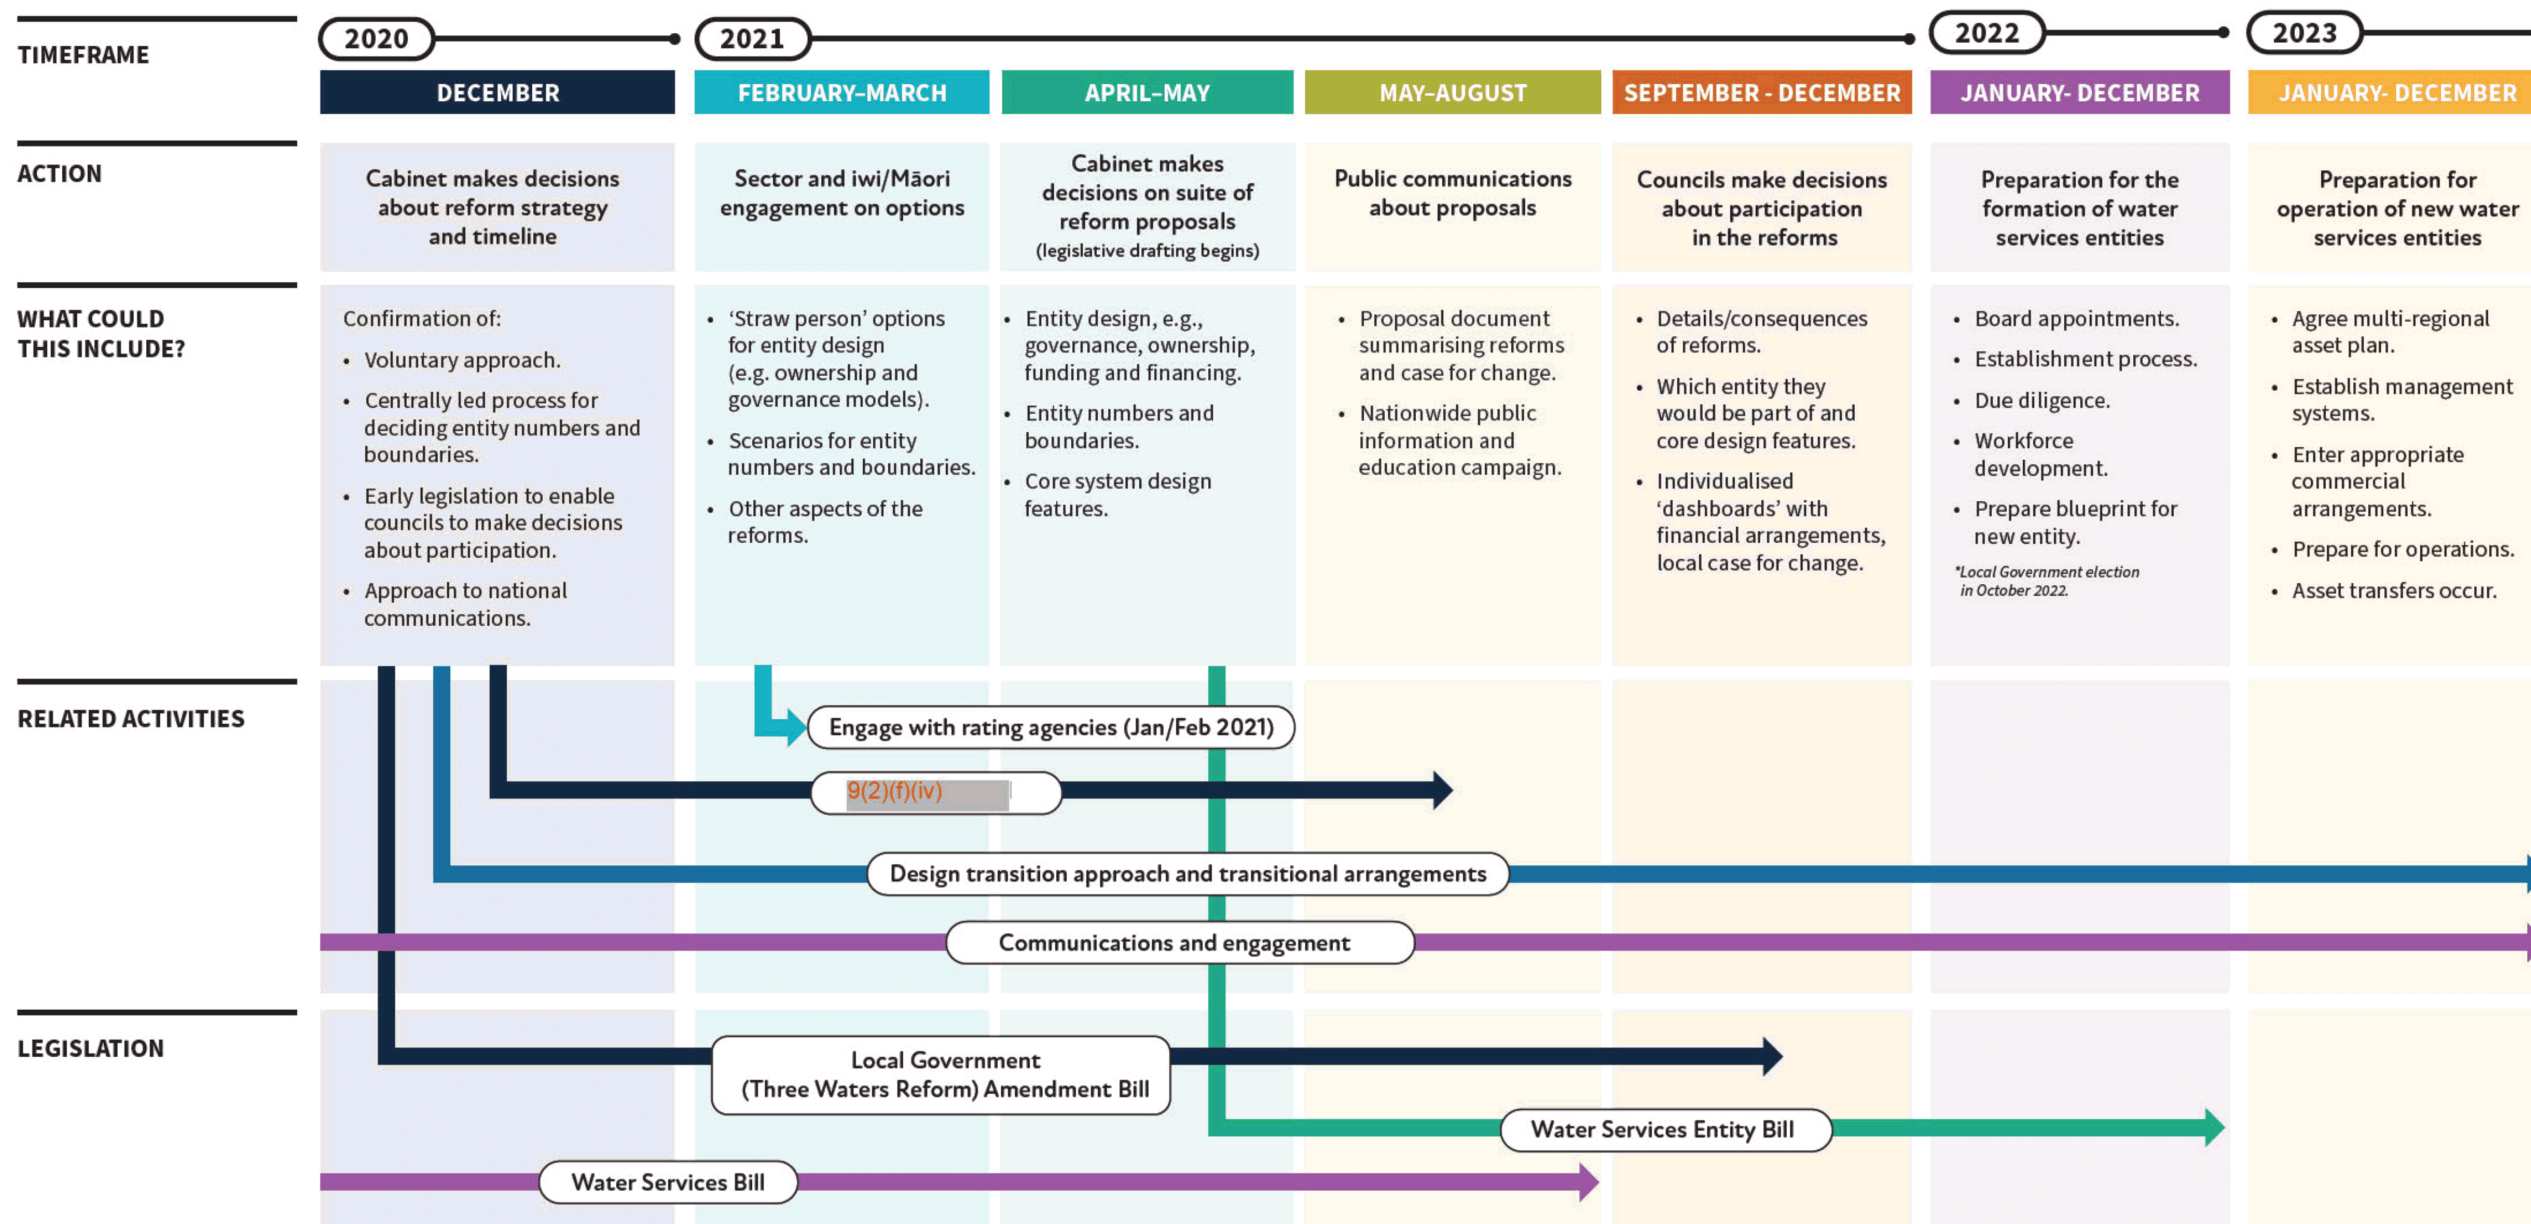 TIMEFRAME
2020
2021
2022
2023
DECEMBER
FEBRUARY–MARCH
APRIL–MAY
MAY–AUGUST
SEPTEMBER - DECEMBER
JANUARY- DECEMBER
JANUARY- DECEMBER
ACTION
Cabinet makes decisions
about reform strategy
and timeline
Sector and iwi/Māori
engagement on options
Cabinet makes
decisions on suite of
reform proposals
(legislative drafting begins)
Public communications
about proposals
Councils make decisions
about participation
in the reforms
Preparation for the
formation of water
services entities
Preparation for
operation of new water
services entities
WHAT COULD
THIS INCLUDE?
Confirmation of:
• Voluntary approach.
• Centrally led process for
deciding entity numbers and
boundaries.
• Early legislation to enable
councils to make decisions
about participation.
• Approach to national
communications.
• ‘Straw person’ options
for entity design
(e.g. ownership and
governance models).
• Scenarios for entity
numbers and boundaries.
• Other aspects of the
reforms.
• Entity design, e.g.,
governance, ownership,
funding and financing.
• Entity numbers and
boundaries.
• Core system design
features.
• Proposal document
summarising reforms
and case for change.
• Nationwide public
information and
education campaign.
• Details/consequences
of reforms.
• Which entity they
would be part of and
core design features.
• Individualised
‘dashboards’ with
financial arrangements,
local case for change.
• Board appointments.
• Establishment process.
• Due diligence.
• Workforce
development.
• Prepare blueprint for
new entity.
*Local Government election
in October 2022.
• Agree multi-regional
asset plan.
• Establish management
systems.
• Enter appropriate
commercial
arrangements.
• Prepare for operations.
• Asset transfers occur.
RELATED ACTIVITIES
Engage with rating agencies (Jan/Feb 2021)
9(2)(f)(iv)
Design transition approach and transitional arrangements
Communications and engagement
LEGISLATION
Local Government
(Three Waters Reform) Amendment Bill
Water Services Entity Bill
Water Services Bill